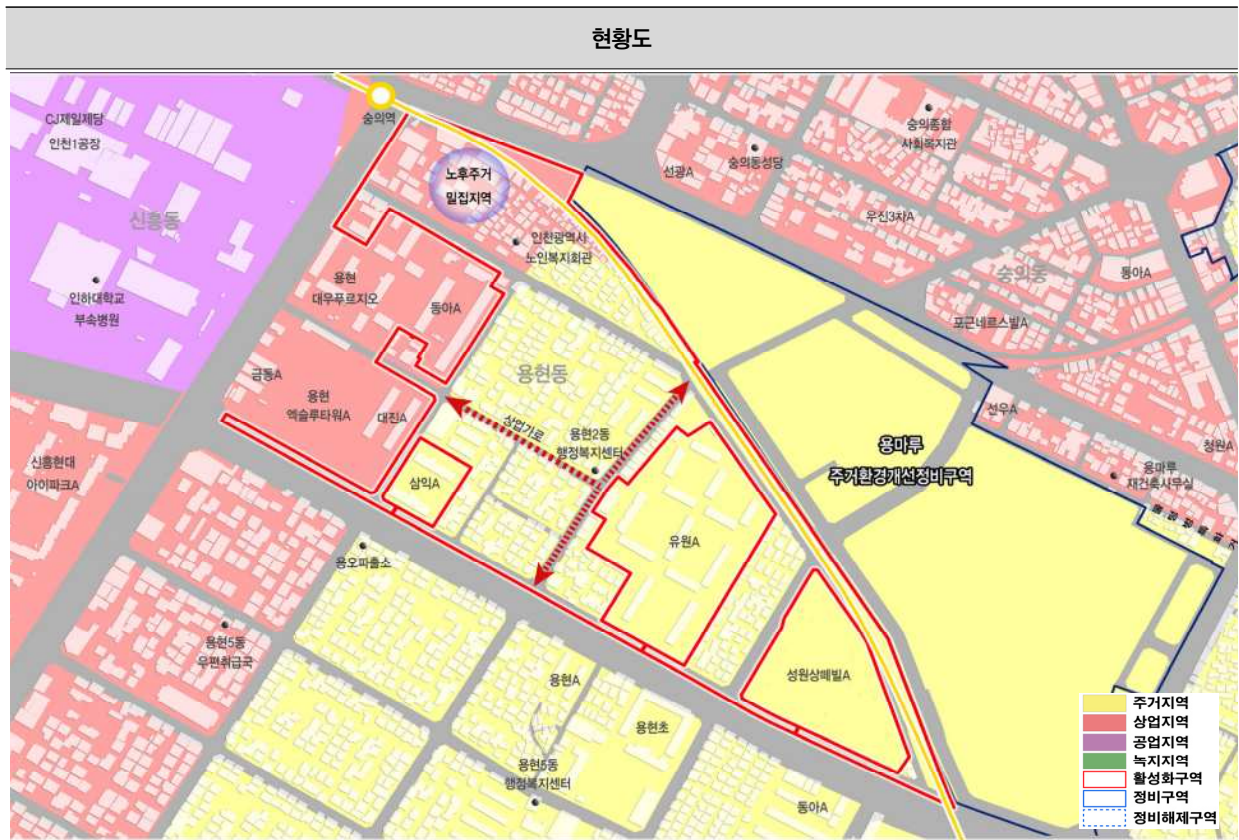 현황도
CJ제일제당
인천1공장
숭의역
신흥동
인하대학교
부속병원
노후주거
밀집지역
인천광역시
노인복지회관
선광A
숭의동성당
숭의종합
사회복지관
우진3차A
숭의동
동아A
포근네르스빌A
용현
대우푸르지오
동아A
금동A
용현
엑슬루타워A
대진A
용현동
상업가로
용현2동
행정복지센터
삼익A
유원A
용마루
주거환경개선정비구역
선우A
청원A
용마루
재건축사무실
신흥현대
아이파크A
용오파출소
용현5동
우편취급국
용현A
용현초
용현5동
행정복지센터
성원상떼빌A
동아A
주거지역
상업지역
공업지역
녹지지역
활성화구역
정비구역
정비해제구역